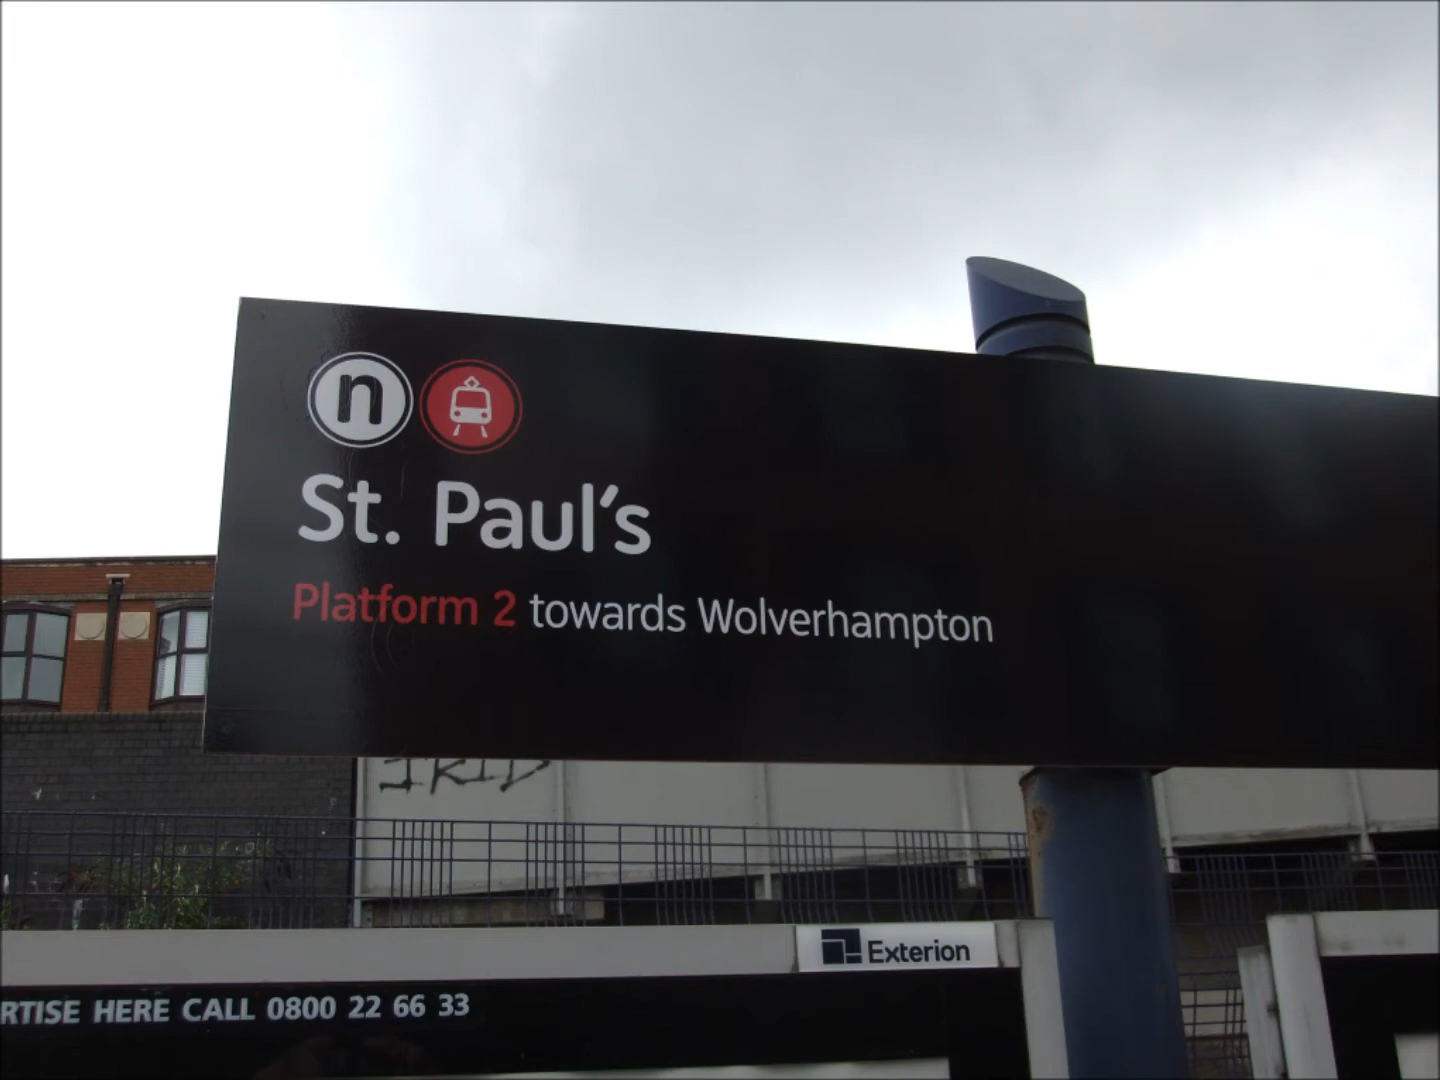 n
St. Paul's
Platform 2 towards Wolverhampton
Exterion
RTISE HERE CALL 0800 22 66 33